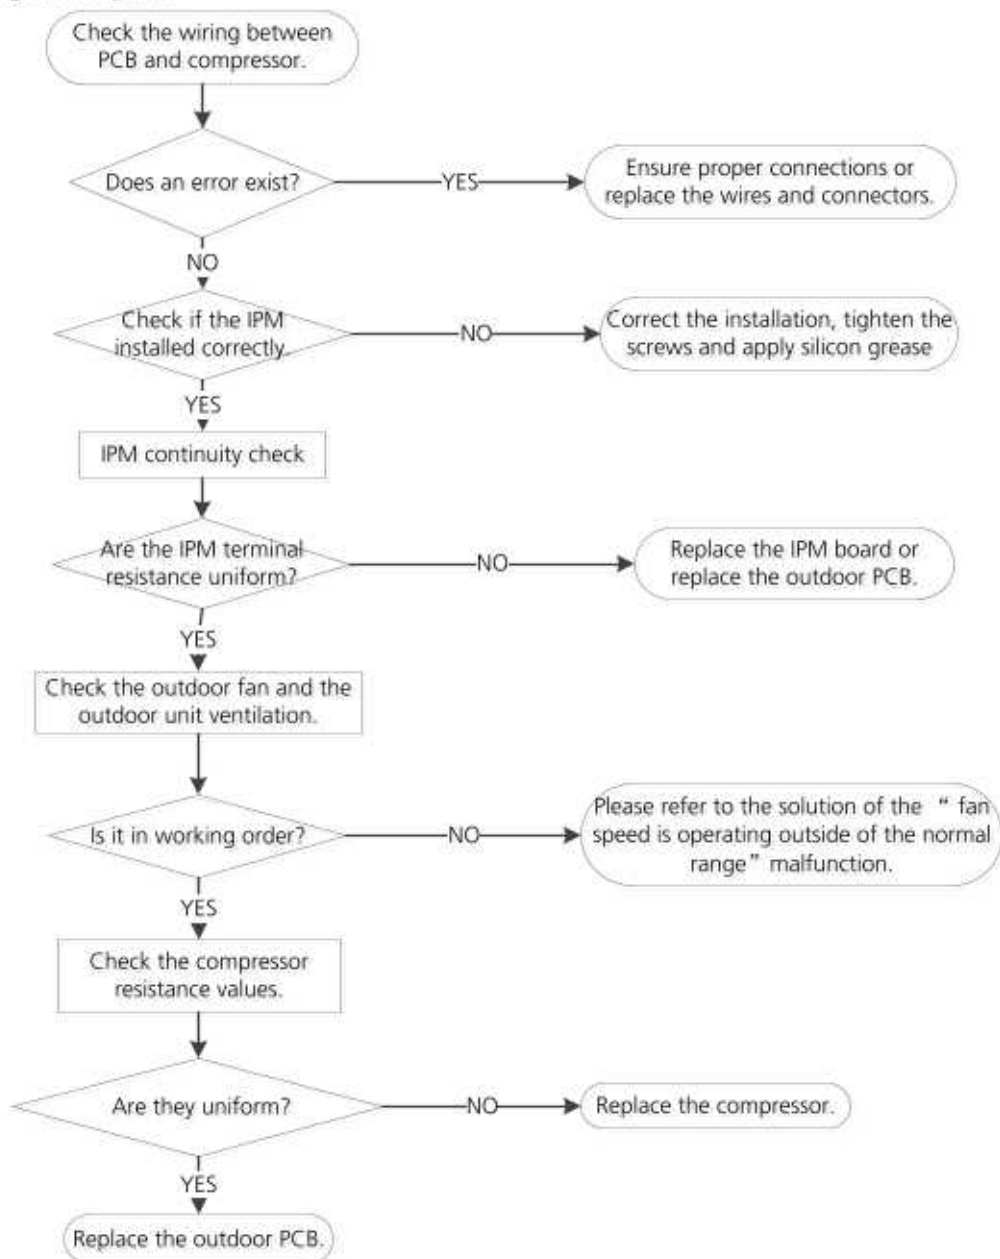 Check the wiring between
PCB and compressor.
Does an error exist?
YES
Ensure proper connections or
replace the wires and connectors.
NO
Check if the IPM
installed correctly.
NO
Correct the installation, tighten the
screws and apply silicon grease
YES
IPM continuity check
Are the IPM terminal
resistance uniform?
NO
Replace the IPM board or
replace the outdoor PCB.
YES
Check the outdoor fan and the
outdoor unit ventilation.
Is it in working order?
NO
Please refer to the solution of the “ fan
speed is operating outside of the normal
range” malfunction.
YES
Check the compressor
resistance values.
Are they uniform?
NO
Replace the compressor.
YES
Replace the outdoor PCB.